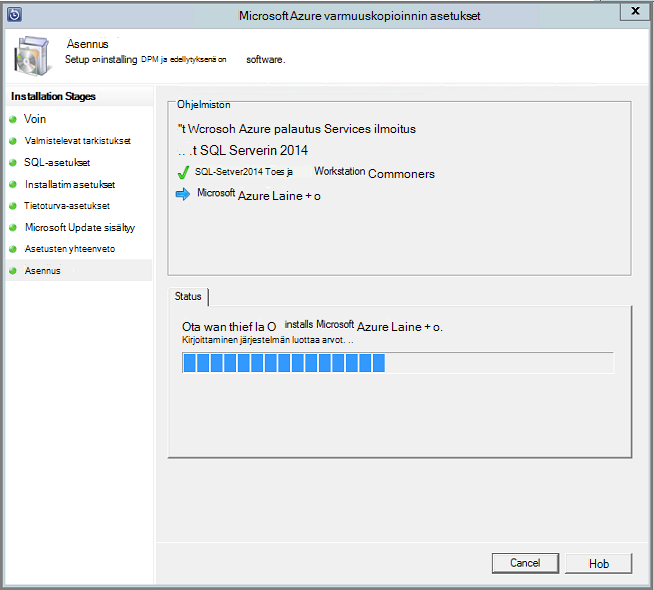 Microsoft Azure varmuuskopioinnin asetukset
X
Asennus
Setup oninstalling DPM ja edellytyksenä on software.
Installation Stages
Voin
Valmistelevat tarkistukset
SQL-asetukset
Installatim asetukset
Tietoturva-asetukset
Microsoft Update sisältyy
Asetusten yhteenveto
Asennus
Ohjelmistön
"t Wcrosoh Azure palautus Services ilmoitus
.. .t SQL Serverin 2014
SQL-Setver2014 Toes ja Workstation Commoners
Microsoft Azure Laine + o
Status
Ota wan thief la O installs Microsoft Azure Laine + o.
Kirjoittaminen järjestelmän luottaa arvot. ..
Cancel
Hob